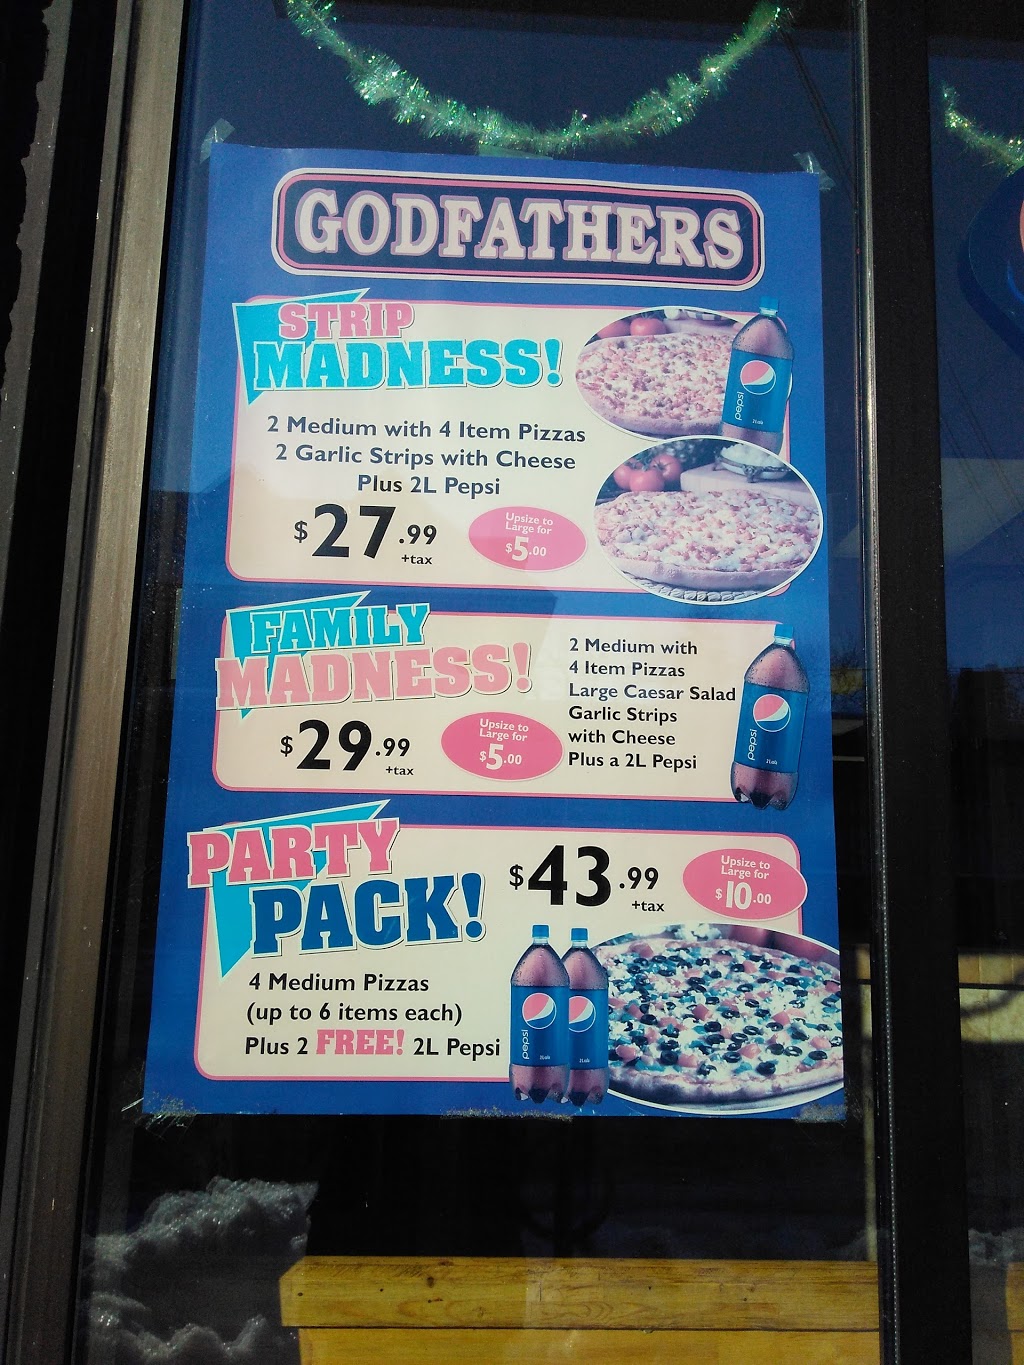 GODFATHERS
STRIP
MADNESS!
2 Medium with 4 Item Pizzas
2 Garlic Strips with Cheese
Plus 2L Pepsi
$27.99
+tax
Upsize to
Large for
$5.00
pepsi
FAMILY
MADNESS!
$29.99
+tax
Upsize to
Large for
$5.00
2 Medium with
4 Item Pizzas
Large Caesar Salad
Garlic Strips
with Cheese
Plus a 2L Pepsi
pepsi
PARTY
PACK!
$43.99
+tax
Upsize to
Large for
$10.00
4 Medium Pizzas
(up to 6 items each)
Plus 2 FREE! 2L Pepsi
pepsi
pepsi